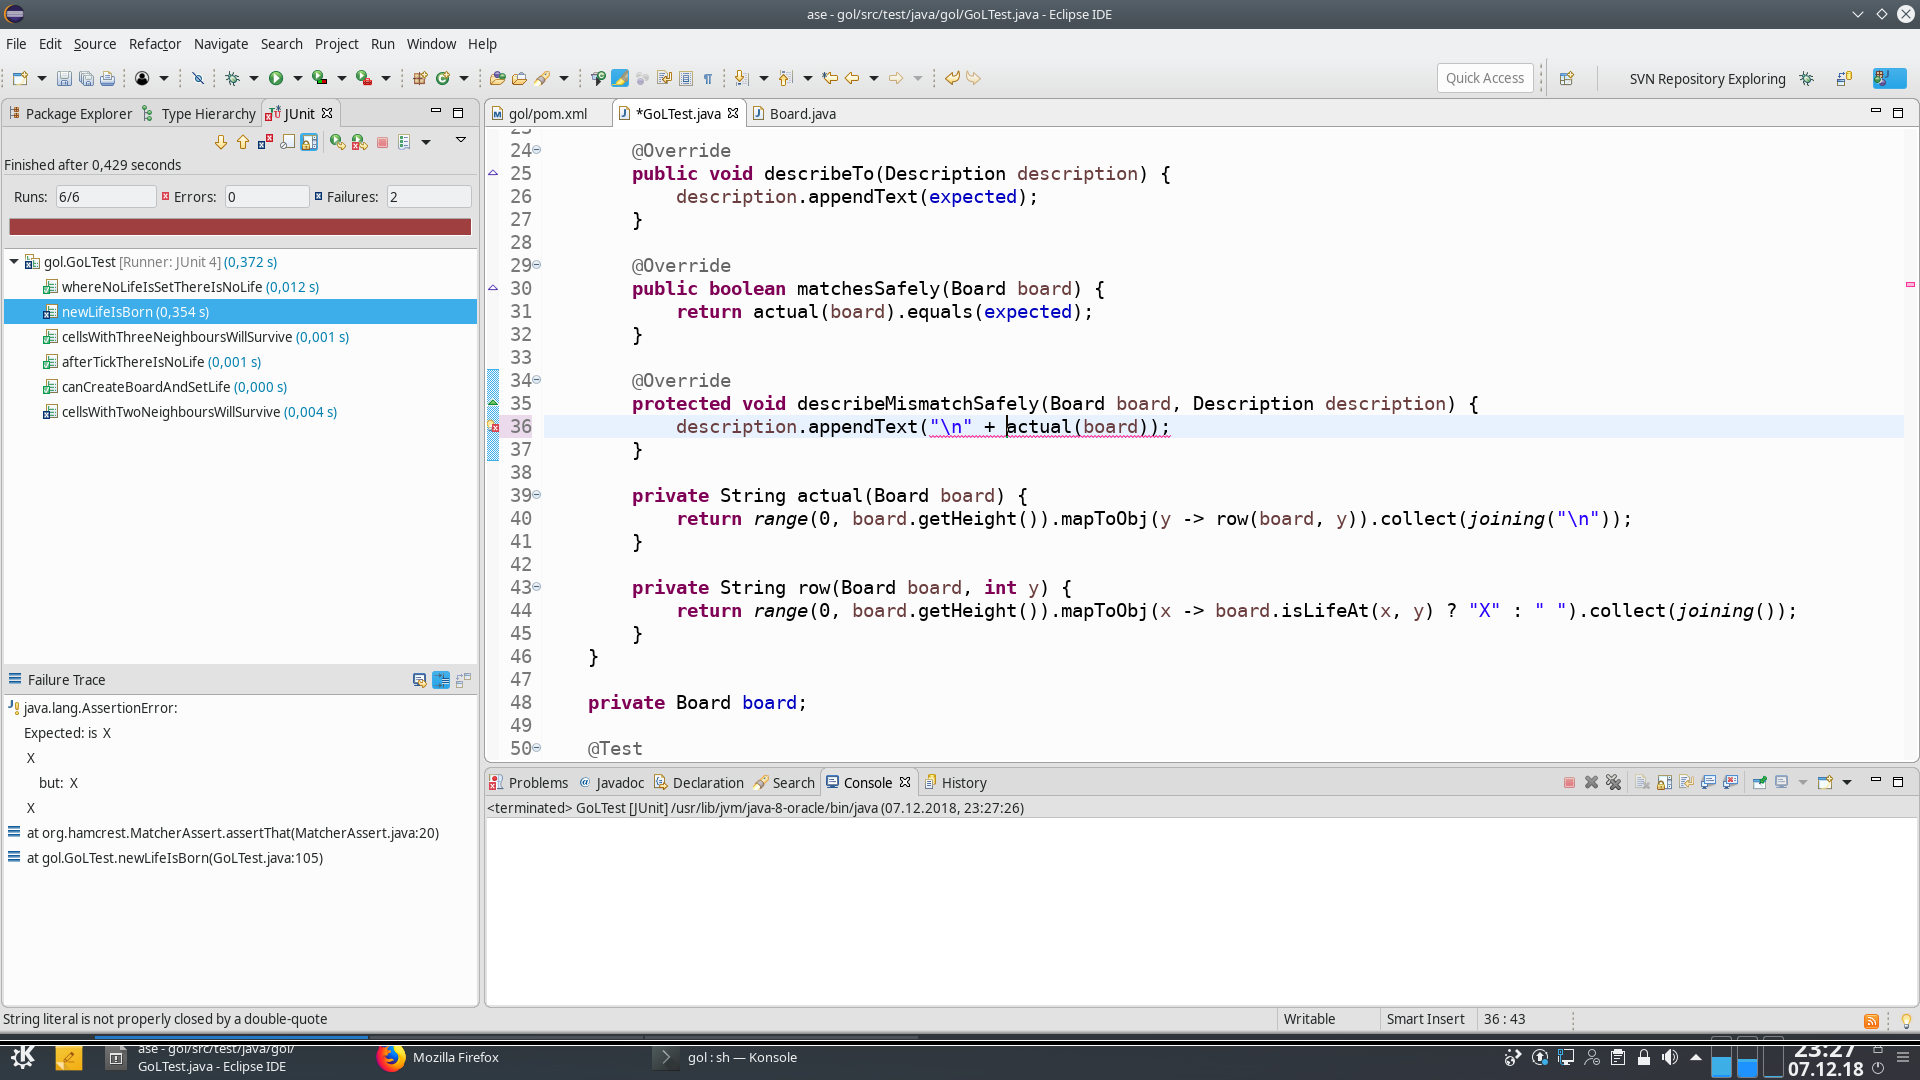 ase - gol/src/test/java/gol/GoLTest.java - Eclipse IDE
File Edit Source Refactor Navigate Search Project Run Window Help
Quick Access
SVN Repository Exploring
Package Explorer Type Hierarchy JUnit
Finished after 0,429 seconds
Runs: 6/6 Errors: 0 Failures: 2
gol.GoLTest [Runner: JUnit 4] (0,372 s)
whereNoLifeIsSetThereIsNoLife (0,012 s)
newLifeIsBorn (0,354 s)
cellsWithThreeNeighboursWillSurvive (0,001 s)
afterTickThereIsNoLife (0,001 s)
canCreateBoardAndSetLife (0,000 s)
cellsWithTwoNeighboursWillSurvive (0,004 s)
Failure Trace
java.lang.AssertionError:
Expected: is X
X
but: X
X
at org.hamcrest.MatcherAssert.assertThat(MatcherAssert.java:20)
at gol.GoLTest.newLifeIsBorn(GoLTest.java:105)
gol/pom.xml *GoLTest.java Board.java
24 @Override
25 public void describeTo(Description description) {
26 description.appendText(expected);
27 }
28
29 @Override
30 public boolean matchesSafely(Board board) {
31 return actual(board).equals(expected);
32 }
33
34 @Override
35 protected void describeMismatchSafely(Board board, Description description) {
36 description.appendText("\n" + actual(board));
37 }
38
39 private String actual(Board board) {
40 return range(0, board.getHeight()).mapToObj(y -> row(board, y)).collect(joining("\n"));
41 }
42
43 private String row(Board board, int y) {
44 return range(0, board.getHeight()).mapToObj(x -> board.isLifeAt(x, y) ? "X" : " ").collect(joining());
45 }
46 }
47
48 private Board board;
49
50 @Test
Problems Javadoc Declaration Search Console History
<terminated> GoLTest [JUnit] /usr/lib/jvm/java-8-oracle/bin/java (07.12.2018, 23:27:26)
String literal is not properly closed by a double-quote
Writable Smart Insert 36 : 43
ase - gol/src/test/java/gol/
GoLTest.java - Eclipse IDE
Mozilla Firefox
gol : sh — Konsole
23:27
07.12.18